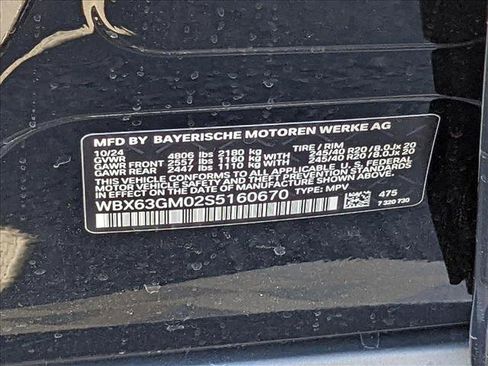 MFD BY BAYERISCHE MOTOREN WERKE AG
10/24 TIRE / RIM
GVWR 4806 lbs 2180 kg
GAWR FRONT 2557 lbs 1160 kg WITH 245/40 R20 / 8.0J x 20
GAWR REAR 2447 lbs 1110 kg WITH 245/40 R20 / 8.0J x 20
THIS VEHICLE CONFORMS TO ALL APPLICABLE U.S. FEDERAL
MOTOR VEHICLE SAFETY AND THEFT PREVENTION STANDARDS
IN EFFECT ON THE DATE OF MANUFACTURE SHOWN ABOVE.
WBX63GM02S5160670 TYPE: MPV
475
7 320 730